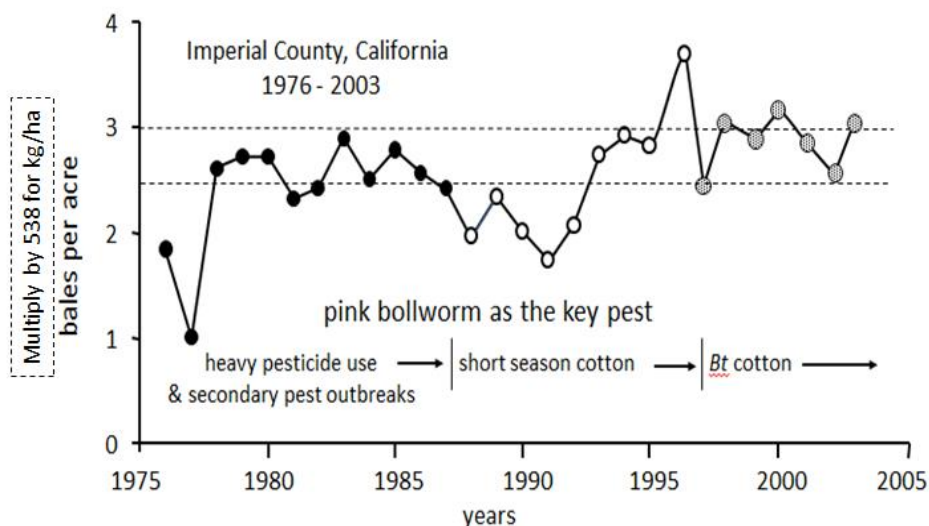 Imperial County, California
1976 - 2003
Multiply by 538 for kg/ha
bales per acre
4
3
2
1
0
pink bollworm as the key pest
heavy pesticide use
& secondary pest outbreaks
short season cotton
Bt cotton
1975 1980 1985 1990 1995 2000 2005
years